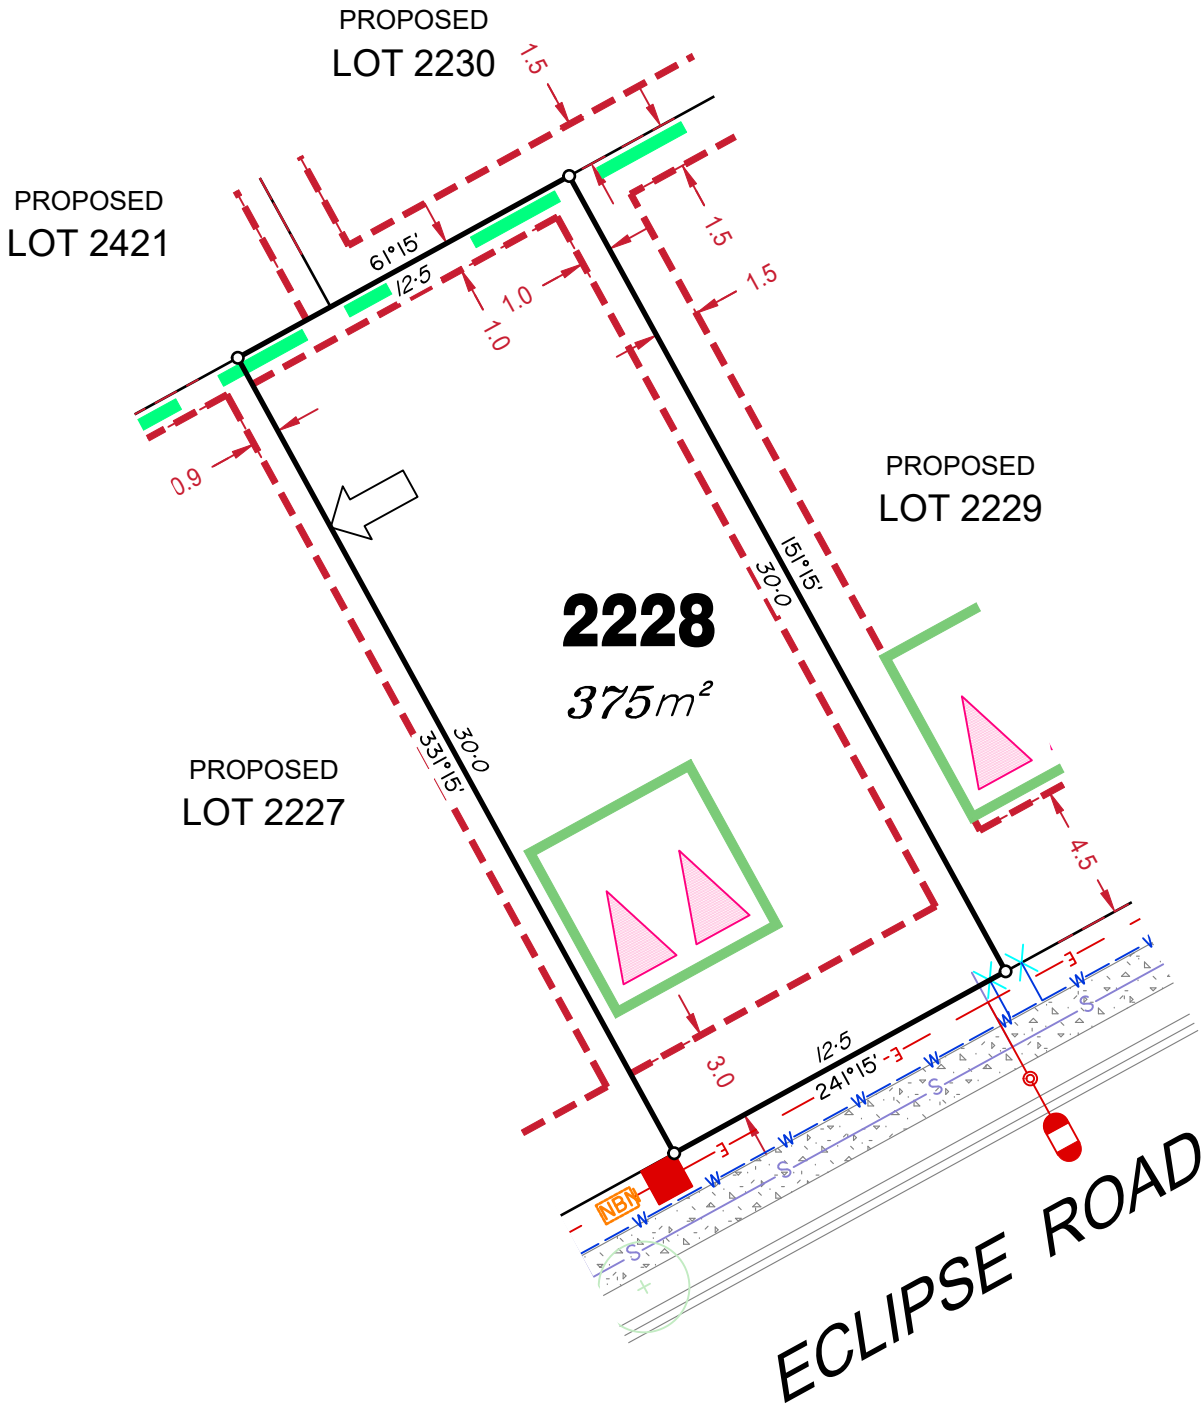 PROPOSED
LOT 2230
1.5
PROPOSED
LOT 2421
61°15'
12·5
1.5
1.5
1.0
1.0
0.9
PROPOSED
LOT 2229
151°15'
30·0
2228
375m²
30·0
331°15'
PROPOSED
LOT 2227
4.5
3.0
12·5
241°15'
E
E
E
W
W
W
W
W
W
W
S
S
S
S
NBN
ECLIPSE ROAD